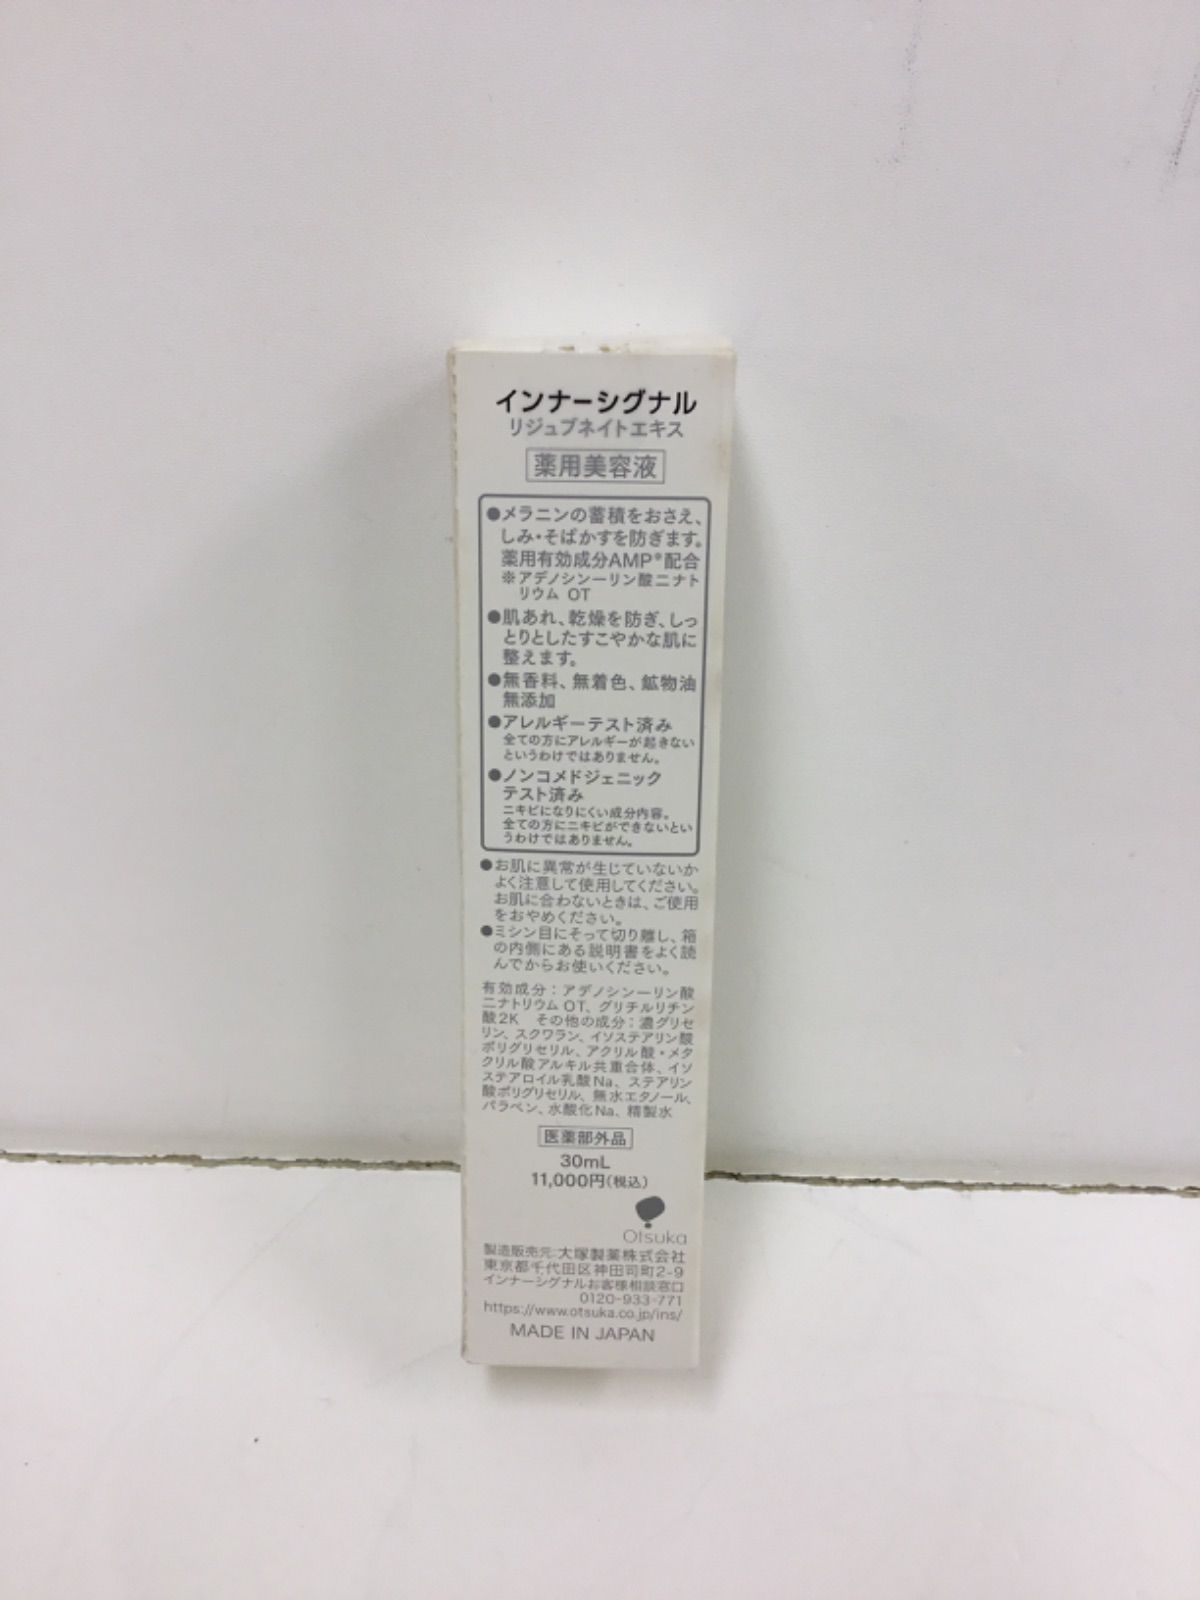 インナーシグナル
リジュブネイトエキス
薬用美容液
●メラニンの蓄積をおさえ、
しみ・そばかすを防ぎます。
薬用有効成分AMP※配合
※アデノシン一リン酸二ナト
リウム OT
●肌あれ、乾燥を防ぎ、しっ
とりとしたすこやかな肌に
整えます。
●無香料、無着色、鉱物油
無添加
●アレルギーテスト済み
全ての方にアレルギーが起きない
というわけではありません。
●ノンコメドジェニック
テスト済み
ニキビになりにくい成分内容。
全ての方にニキビができないとい
うわけではありません。
●お肌に異常が生じていないか
よく注意して使用してください。
お肌に合わないときは、ご使用
をおやめください。
●ミシン目にそって切り離し、箱
の内側にある説明書をよく読
んでからお使いください。
有効成分：アデノシン一リン酸
二ナトリウム OT、グリチルリチン
酸2K その他の成分：濃グリセ
リン、スクワラン、イソステアリン酸
ポリグリセリル、アクリル酸・メタ
クリル酸アルキル共重合体、イソ
ステアロイル乳酸Na、ステアリン
酸ポリグリセリル、無水エタノール、
パラベン、水酸化Na、精製水
医薬部外品
30mL
11,000円(税込)
Otsuka
製造販売元:大塚製薬株式会社
東京都千代田区神田司町2-9
インナーシグナルお客様相談窓口
0120-933-771
https://www.otsuka.co.jp/ins/
MADE IN JAPAN